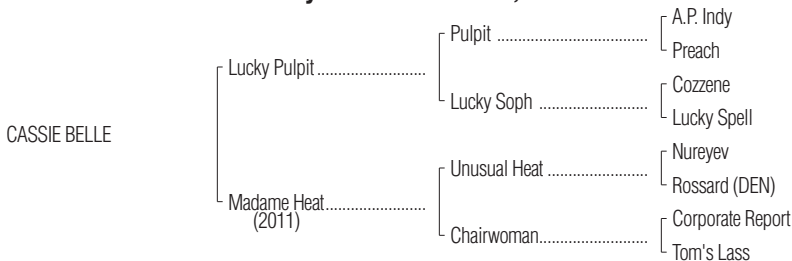 A.P. Indy
Pulpit ....................................
Preach
Lucky Pulpit ..........................
Cozzene
Lucky Soph ..........................
Lucky Spell
CASSIE BELLE
Nureyev
Unusual Heat ........................
Rossard (DEN)
Madame Heat ........................
(2011)
Corporate Report
Chairwoman..........................
Tom's Lass